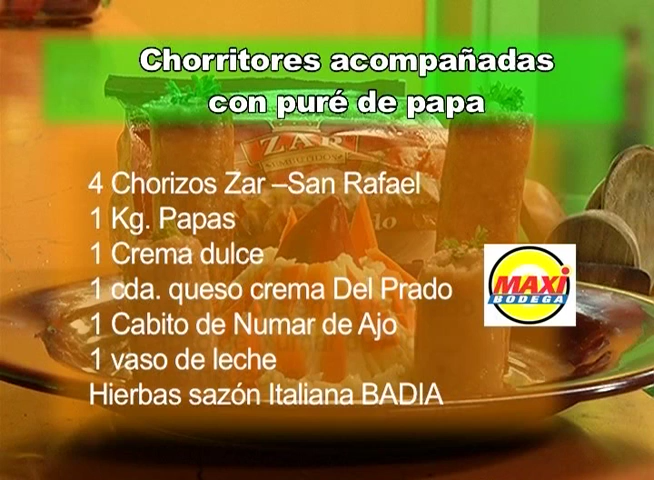 Chorritores acompañadas
con puré de papa
ZAR
4 Chorizos Zar –San Rafael
1 Kg. Papas
1 Crema dulce
1 cda. queso crema Del Prado
1 Cabito de Numar de Ajo
1 vaso de leche
Hierbas sazón Italiana BADIA
MAXi
BODEGA